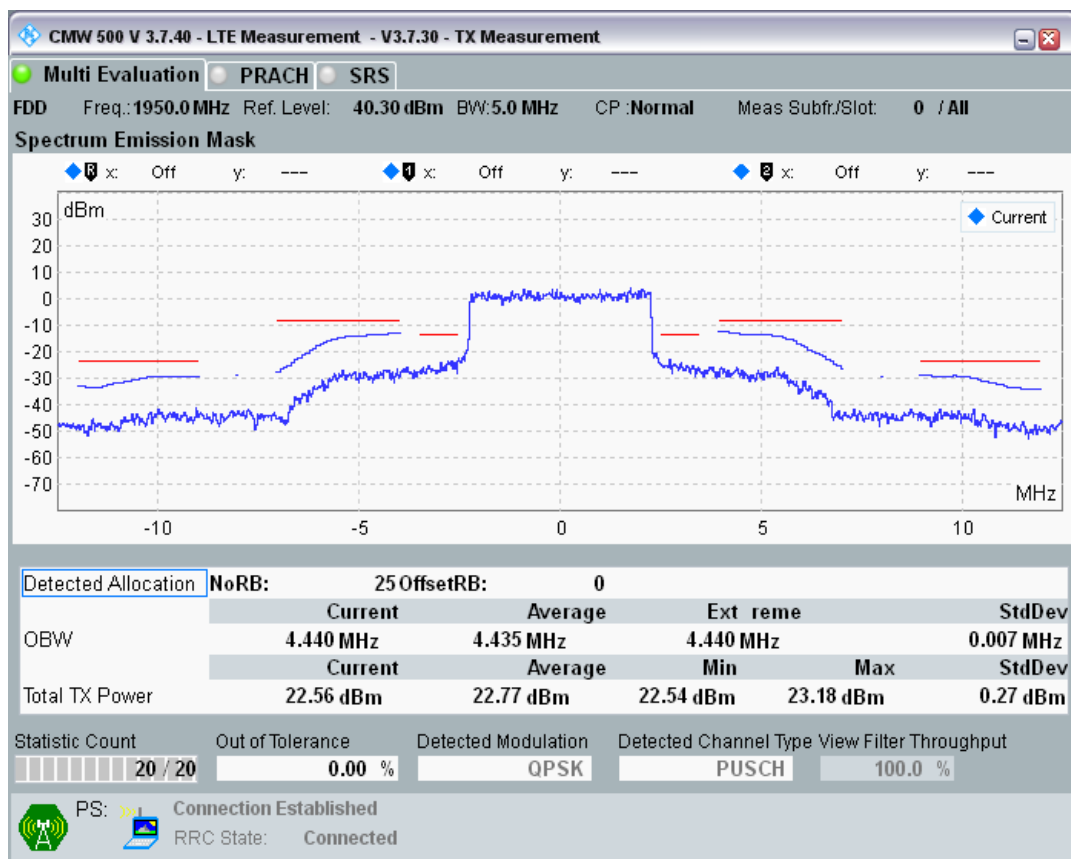 CMW 500 V 3.7.40 - LTE Measurement - V3.7.30 - TX Measurement
Multi Evaluation PRACH SRS
FDD Freq.: 1950.0 MHz Ref. Level: 40.30 dBm BW: 5.0 MHz CP : Normal Meas Subfr./Slot: 0 / All
Spectrum Emission Mask
R x: Off y: --- 1 x: Off y: --- 2 x: Off y: ---
dBm
Current
30
20
10
0
-10
-20
-30
-40
-50
-60
-70
MHz
-10 -5 0 5 10
Detected Allocation NoRB: 25 OffsetRB: 0
Current Average Ext reme StdDev
OBW 4.440 MHz 4.435 MHz 4.440 MHz 0.007 MHz
Current Average Min Max StdDev
Total TX Power 22.56 dBm 22.77 dBm 22.54 dBm 23.18 dBm 0.27 dBm
Statistic Count Out of Tolerance Detected Modulation Detected Channel Type View Filter Throughput
20 / 20 0.00 % QPSK PUSCH 100.0 %
PS: Connection Established
RRC State: Connected